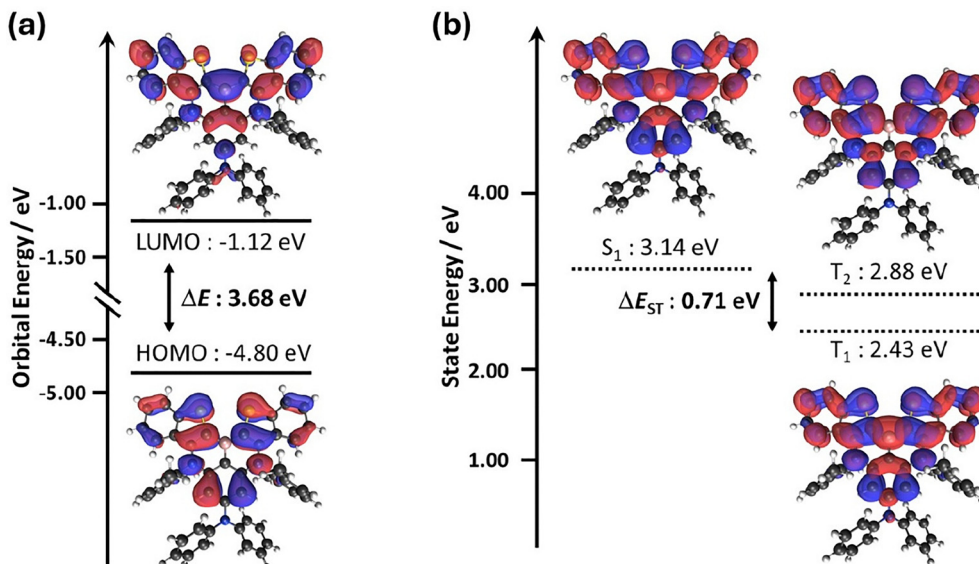 (a)
Orbital Energy / eV
-1.00
-1.50
-4.50
-5.00
LUMO : -1.12 eV
ΔE : 3.68 eV
HOMO : -4.80 eV
(b)
State Energy / eV
4.00
3.00
2.00
1.00
S₁ : 3.14 eV
ΔE_ST : 0.71 eV
T₂ : 2.88 eV
T₁ : 2.43 eV